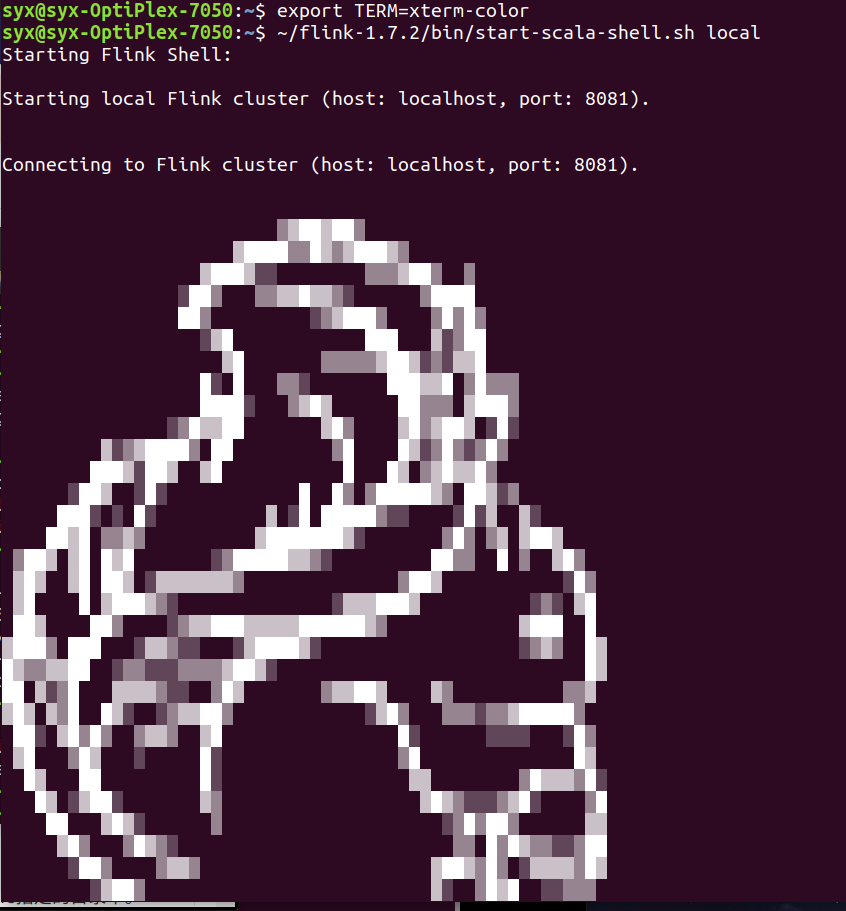 syx@syx-OptiPlex-7050:~$ export TERM=xterm-color
syx@syx-OptiPlex-7050:~$ ~/flink-1.7.2/bin/start-scala-shell.sh local
Starting Flink Shell:
Starting local Flink cluster (host: localhost, port: 8081).
Connecting to Flink cluster (host: localhost, port: 8081).